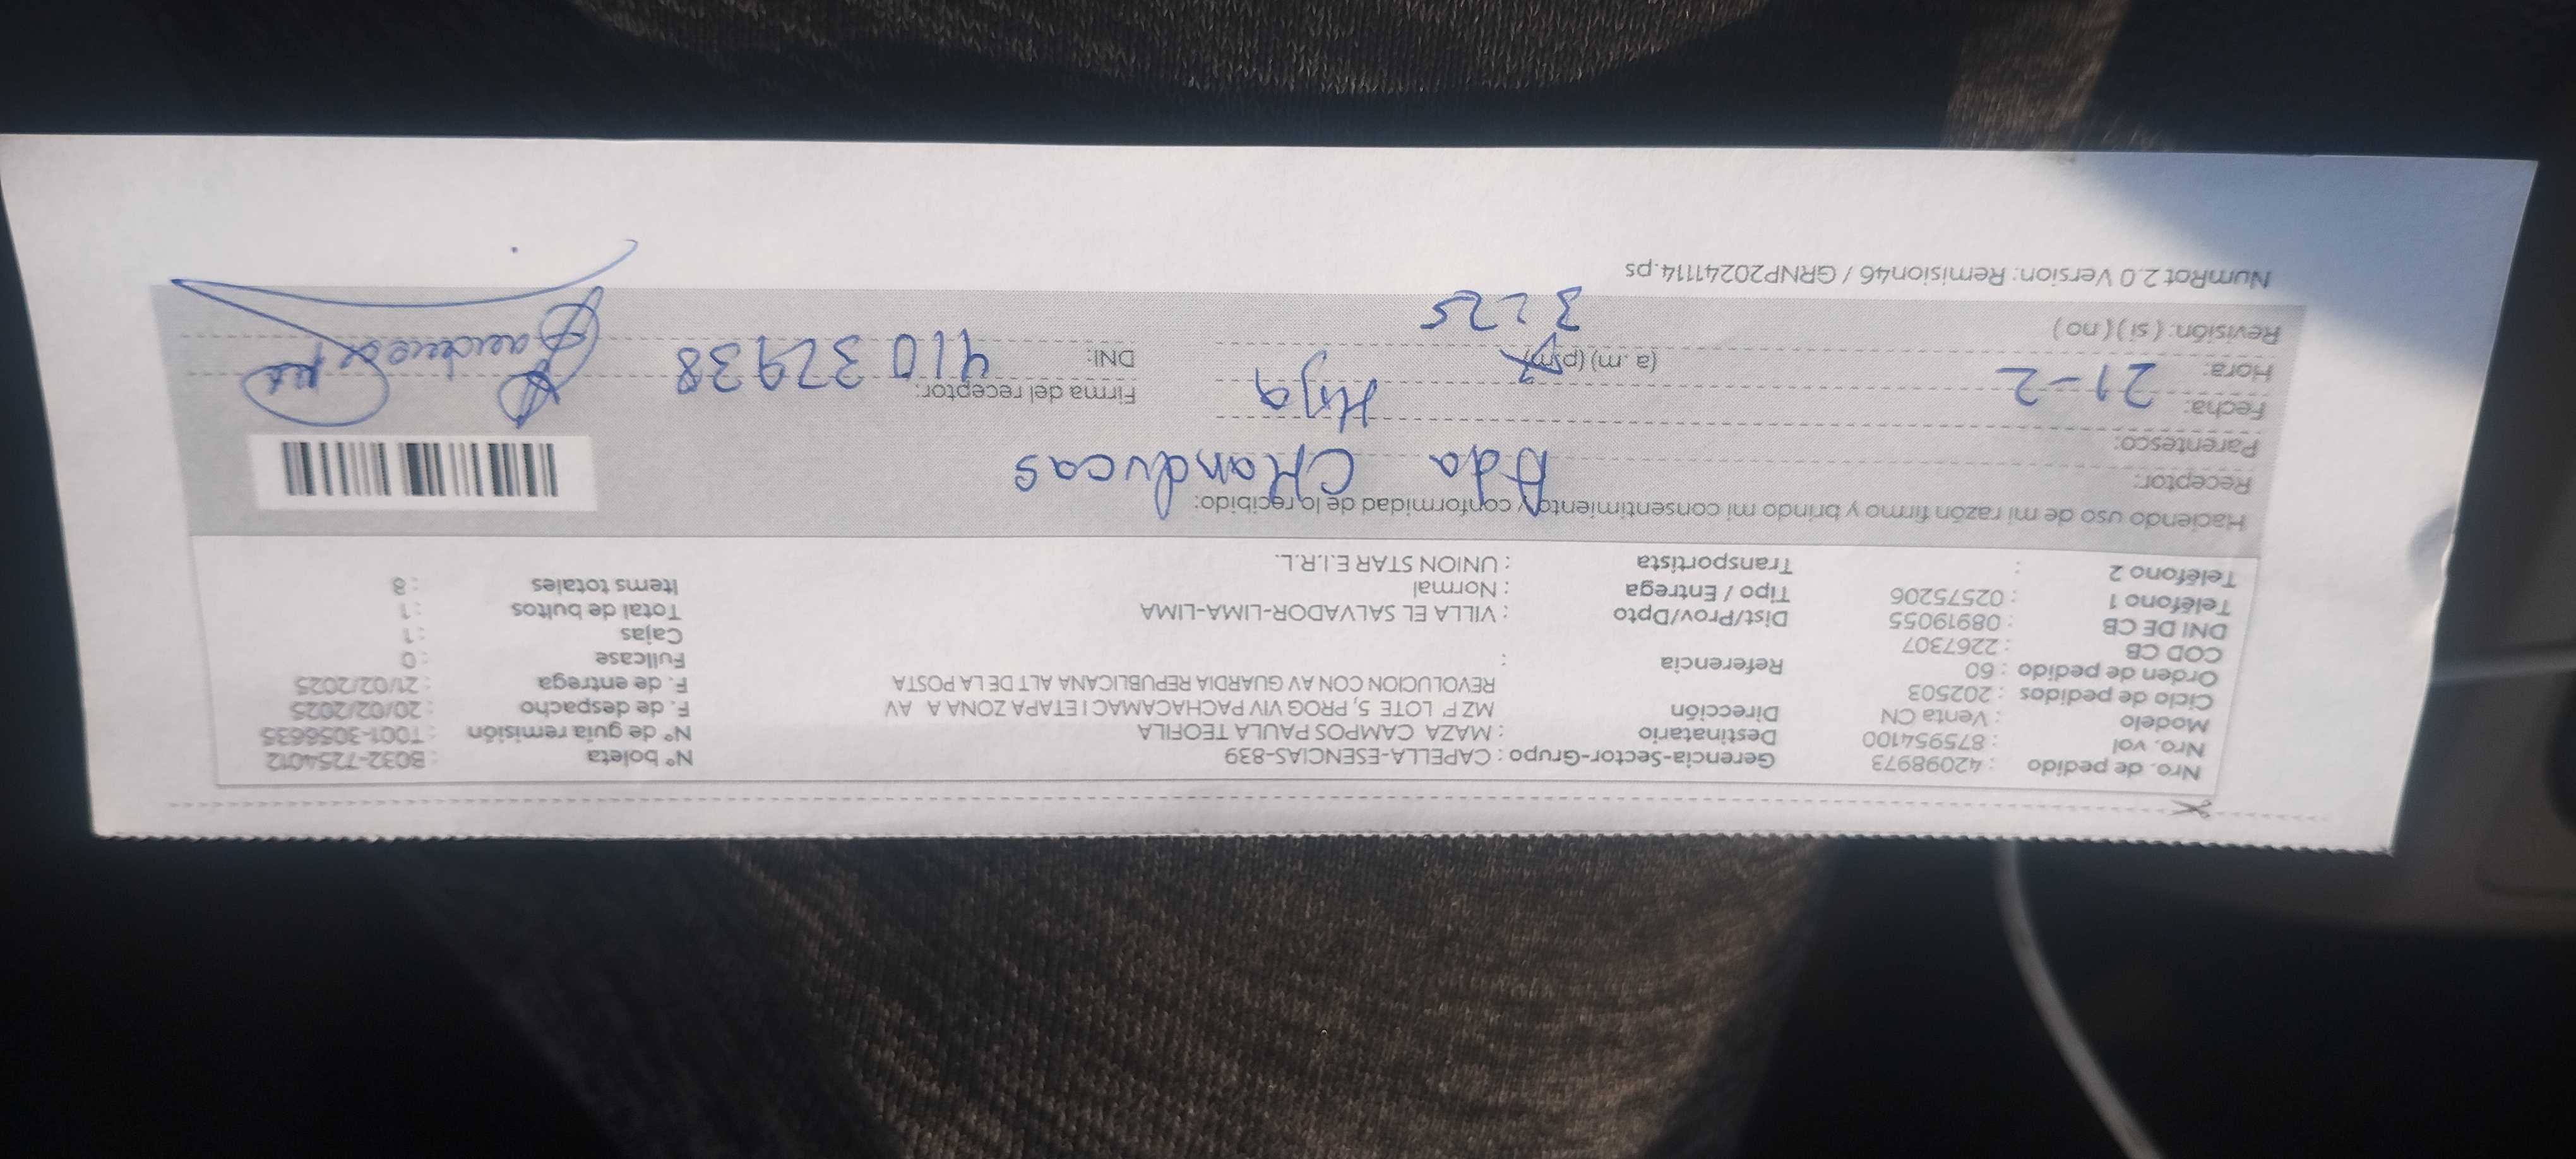 Nro. de pedido : 42098973 Gerencia-Sector-Grupo : CAPELLA-ESENCIAS-839 N° boleta : B032-7254012
Nro. vol : 875954100 Destinatario : MAZA CAMPOS PAULA TEOFILA N° de guia remisión : T001-3056635
Modelo : Venta CN Dirección MZ F LOTE 5, PROG VIV PACHACAMAC I ETAPA ZONA A AV F. de despacho : 20/02/2025
Ciclo de pedidos : 202503 REVOLUCION CON AV GUARDIA REPUBLICANA ALT DE LA POSTA F. de entrega : 21/02/2025
Orden de pedido : 60 Referencia : Fullcase : 0
COD CB : 2267307 Cajas : 1
DNI DE CB : 08919055 Dist/Prov/Dpto : VILLA EL SALVADOR-LIMA-LIMA Total de bultos : 1
Teléfono 1 : 02575206 Tipo / Entrega : Normal Items totales : 8
Teléfono 2 : Transportista : UNION STAR E.I.R.L.
Haciendo uso de mi razón firmo y brindo mi consentimiento y conformidad de lo recibido:
Receptor: Ada CHanducas
Parentesco: Hija
Fecha: 21-2 Firma del receptor:
Hora: (a.m) (p.m) 3:25 DNI: 41032938
Revisión: ( si ) ( no )
NumRot 2.0 Version: Remision46 / GRNP20241114.ps